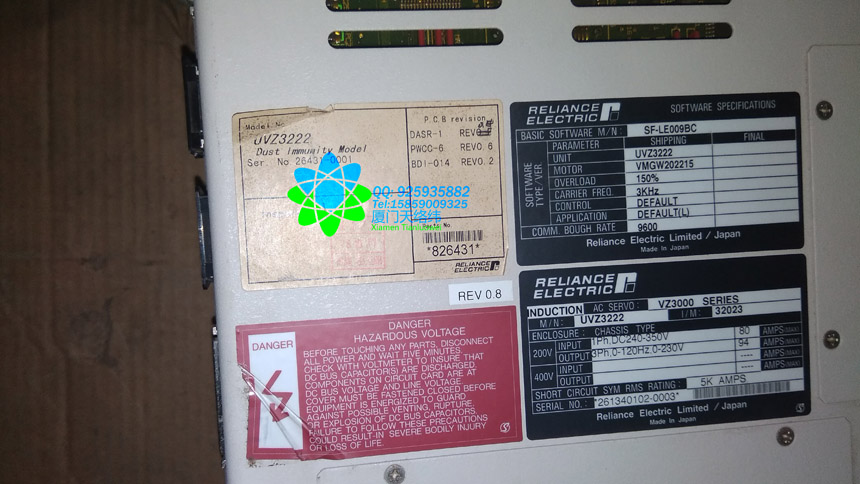 Model No
UVZ3222
Dust Immunity Model
Ser. No 26431-0001
P.C.B revision
DASR-1 REV
PWCC-6 REV0.6
BDI-014 REV0.2
Parts No.
*826431*
RELIANCE
ELECTRIC
QQ: 925935882
Tel:15859009325
厦门天络纬
Xiamen Tianluowei
REV 0.8
RELIANCE
ELECTRIC
SOFTWARE SPECIFICATIONS
BASIC SOFTWARE M/N: SF-LE009BC
SOFTWARE TYPE/VER.
PARAMETER SHIPPING FINAL
UNIT UVZ3222
MOTOR VMGW202215
OVERLOAD 150%
CARRIER FREQ. 3KHz
CONTROL DEFAULT
APPLICATION DEFAULT(L)
COMM. BOUGH RATE 9600
Reliance Electric Limited / Japan
Made In Japan
RELIANCE
ELECTRIC
INDUCTION AC SERVO: VZ3000 SERIES
M/N: UVZ3222 I/M: 32023
ENCLOSURE: CHASSIS TYPE
200V INPUT 1Ph,DC240-350V 80 AMPS(MAX)
OUTPUT 3Ph,0-120HZ,0-230V 94 AMPS(MAX)
400V INPUT ---- AMPS(MAX)
OUTPUT ---- AMPS(MAX)
SHORT CIRCUIT SYM RMS RATING: 5K AMPS
SERIAL NO.: *261340102-0003*
Reliance Electric Limited / Japan
Made In Japan
DANGER
DANGER
HAZARDOUS VOLTAGE
BEFORE TOUCHING ANY PARTS, DISCONNECT
ALL POWER AND WAIT FIVE MINUTES
CHECK WITH VOLTMETER TO INSURE THAT
DC BUS CAPACITOR(S) ARE DISCHARGED.
COMPONENTS ON CIRCUIT CARD ARE AT
DC BUS VOLTAGE AND LINE VOLTAGE.
COVER MUST BE FASTENED CLOSED BEFORE
EQUIPMENT IS ENERGIZED TO GUARD
AGAINST POSSIBLE VENTING, RUPTURE,
OR EXPLOSION OF DC BUS CAPACITORS.
FAILURE TO FOLLOW THESE PRECAUTIONS
COULD RESULT-IN SEVERE BODILY INJURY
OR LOSS OF LIFE.